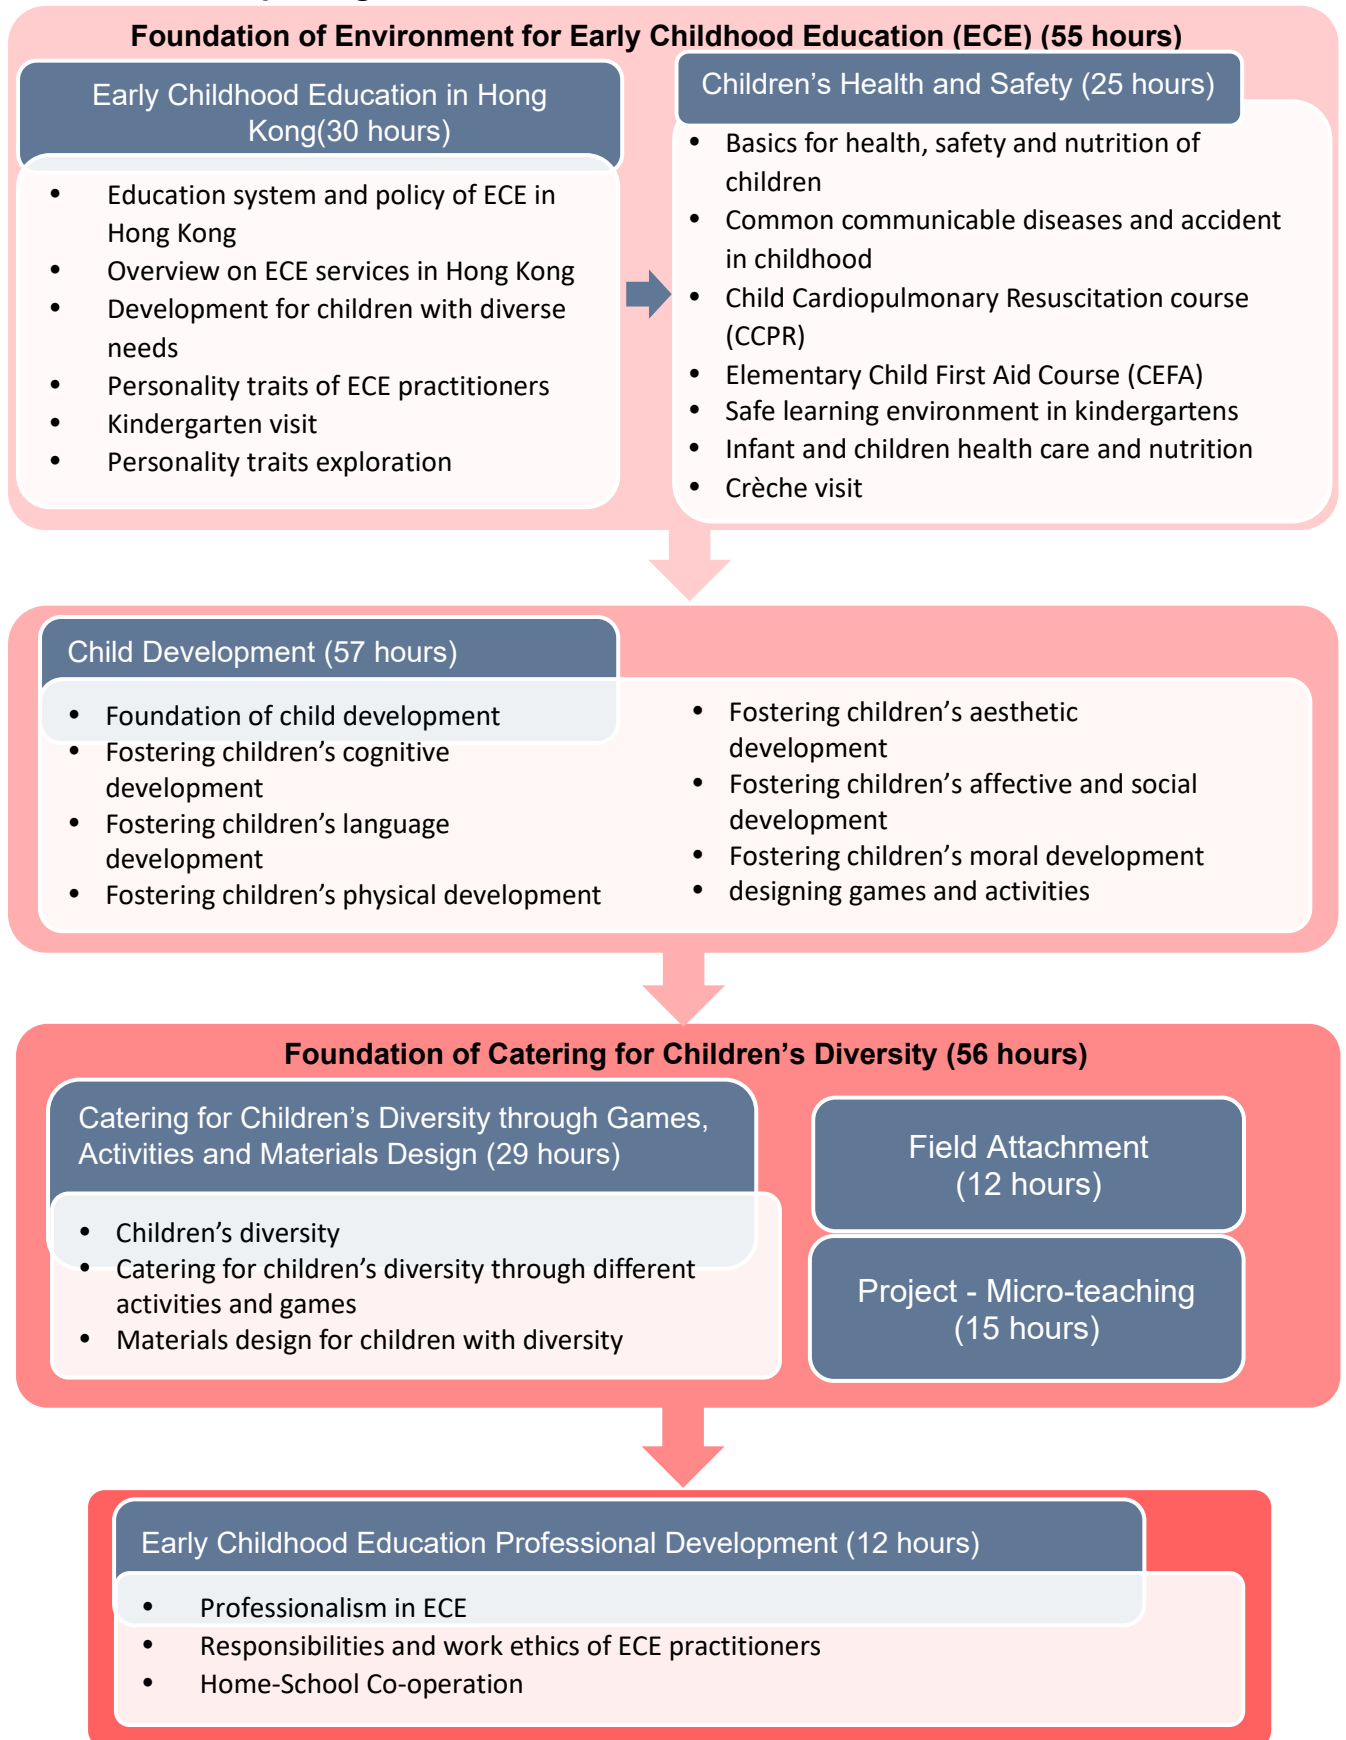 Foundation of Environment for Early Childhood Education (ECE) (55 hours)
Early Childhood Education in Hong
Kong(30 hours)
• Education system and policy of ECE in
Hong Kong
• Overview on ECE services in Hong Kong
• Development for children with diverse
needs
• Personality traits of ECE practitioners
• Kindergarten visit
• Personality traits exploration
Children’s Health and Safety (25 hours)
• Basics for health, safety and nutrition of
children
• Common communicable diseases and accident
in childhood
• Child Cardiopulmonary Resuscitation course
(CCPR)
• Elementary Child First Aid Course (CEFA)
• Safe learning environment in kindergartens
• Infant and children health care and nutrition
• Crèche visit
Child Development (57 hours)
• Foundation of child development
• Fostering children’s cognitive
development
• Fostering children’s language
development
• Fostering children’s physical development
• Fostering children’s aesthetic
development
• Fostering children’s affective and social
development
• Fostering children’s moral development
• designing games and activities
Foundation of Catering for Children’s Diversity (56 hours)
Catering for Children’s Diversity through Games,
Activities and Materials Design (29 hours)
• Children’s diversity
• Catering for children’s diversity through different
activities and games
• Materials design for children with diversity
Field Attachment
(12 hours)
Project - Micro-teaching
(15 hours)
Early Childhood Education Professional Development (12 hours)
• Professionalism in ECE
• Responsibilities and work ethics of ECE practitioners
• Home-School Co-operation